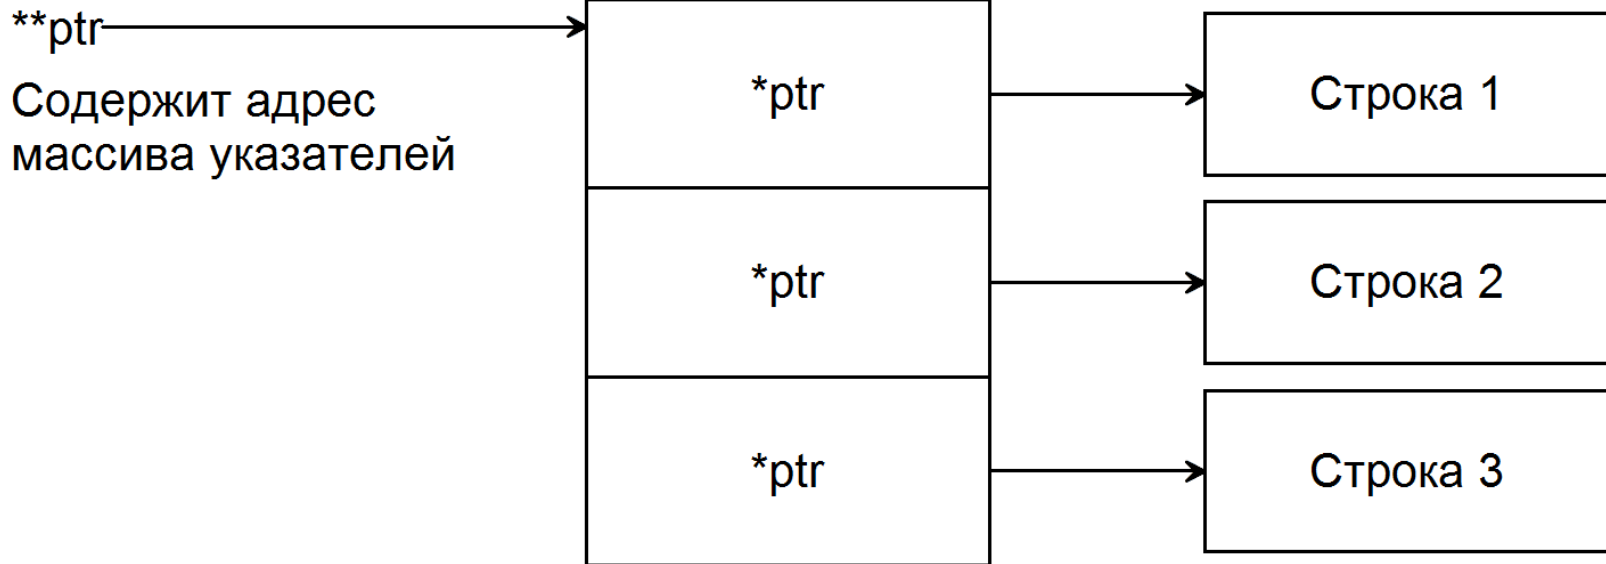 **ptr
Содержит адрес
массива указателей
*ptr
Строка 1
*ptr
Строка 2
*ptr
Строка 3